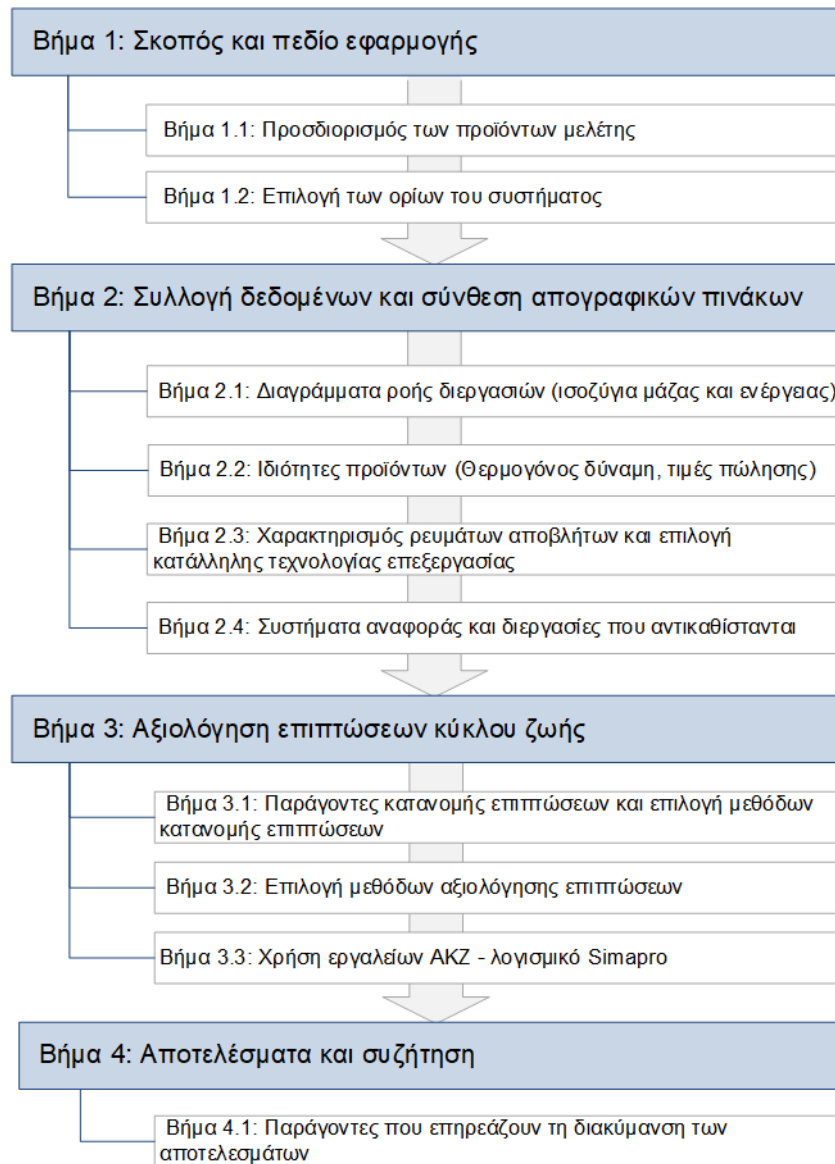 Βήμα 1: Σκοπός και πεδίο εφαρμογής
Βήμα 1.1: Προσδιορισμός των προϊόντων μελέτης
Βήμα 1.2: Επιλογή των ορίων του συστήματος
Βήμα 2: Συλλογή δεδομένων και σύνθεση απογραφικών πινάκων
Βήμα 2.1: Διαγράμματα ροής διεργασιών (ισοζύγια μάζας και ενέργειας)
Βήμα 2.2: Ιδιότητες προϊόντων (Θερμογόνος δύναμη, τιμές πώλησης)
Βήμα 2.3: Χαρακτηρισμός ρευμάτων αποβλήτων και επιλογή
κατάλληλης τεχνολογίας επεξεργασίας
Βήμα 2.4: Συστήματα αναφοράς και διεργασίες που αντικαθίστανται
Βήμα 3: Αξιολόγηση επιπτώσεων κύκλου ζωής
Βήμα 3.1: Παράγοντες κατανομής επιπτώσεων και επιλογή μεθόδων
κατανομής επιπτώσεων
Βήμα 3.2: Επιλογή μεθόδων αξιολόγησης επιπτώσεων
Βήμα 3.3: Χρήση εργαλείων ΑΚΖ - λογισμικό Simapro
Βήμα 4: Αποτελέσματα και συζήτηση
Βήμα 4.1: Παράγοντες που επηρεάζουν τη διακύμανση των
αποτελεσμάτων